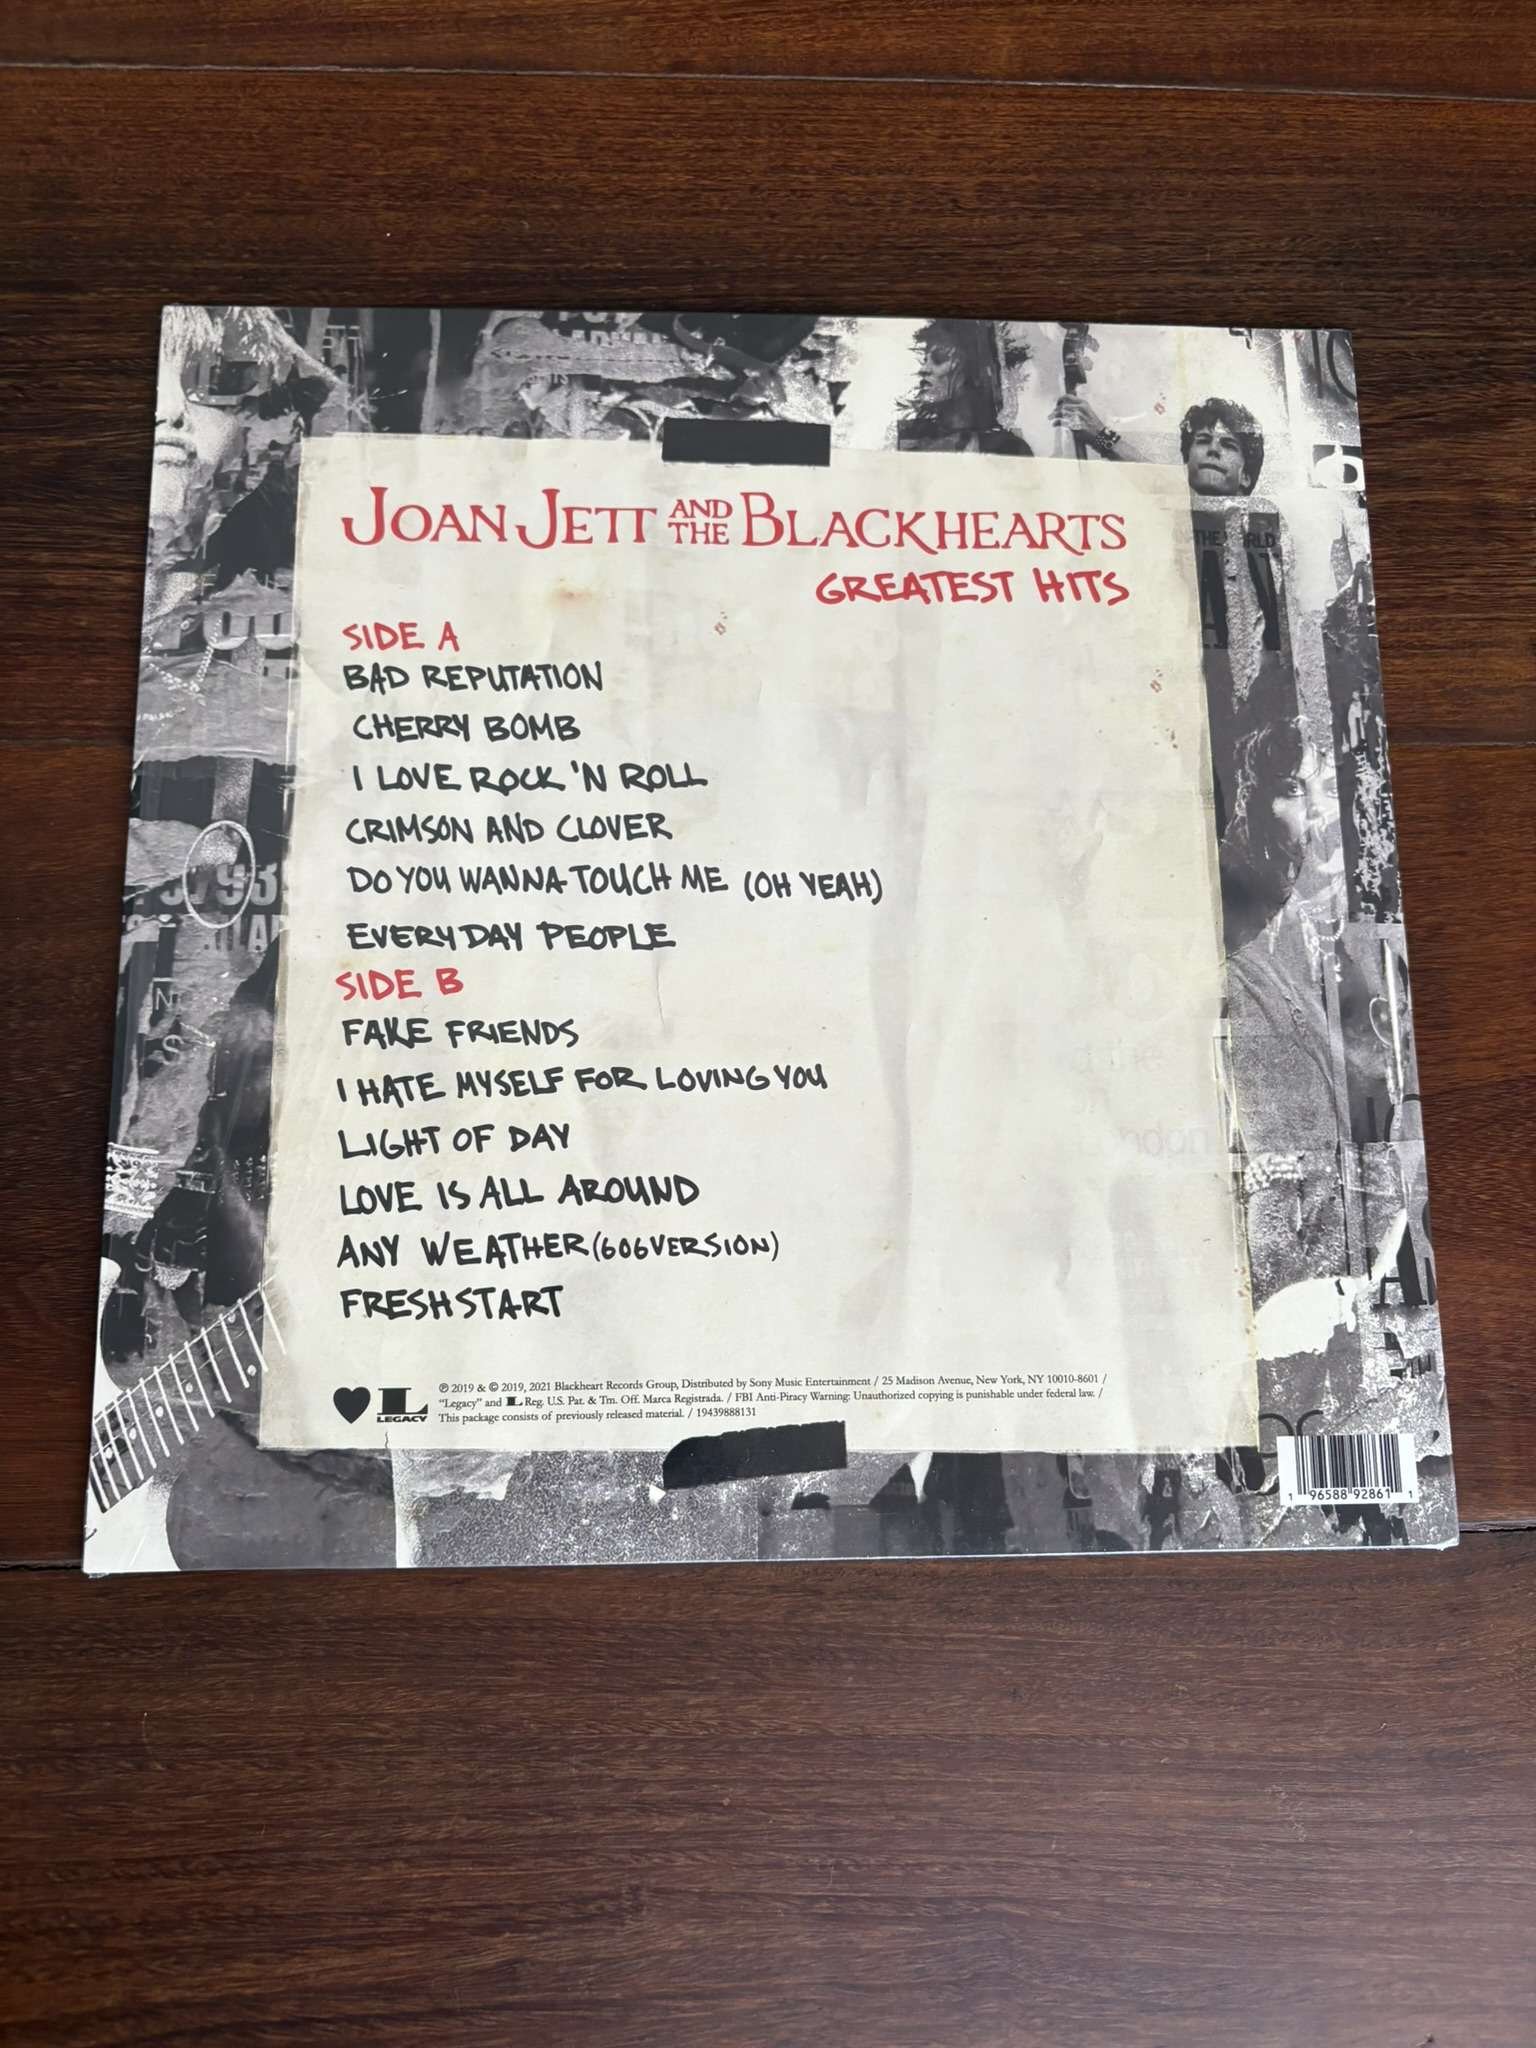 JOAN JETT AND THE BLACKHEARTS
GREATEST HITS
SIDE A
BAD REPUTATION
CHERRY BOMB
I LOVE ROCK 'N ROLL
CRIMSON AND CLOVER
DO YOU WANNA TOUCH ME (OH YEAH)
EVERYDAY PEOPLE
SIDE B
FAKE FRIENDS
I HATE MYSELF FOR LOVING YOU
LIGHT OF DAY
LOVE IS ALL AROUND
ANY WEATHER (606 VERSION)
FRESH START
℗ 2019 & © 2019, 2021 Blackheart Records Group, Distributed by Sony Music Entertainment / 25 Madison Avenue, New York, NY 10010-8601 /
"Legacy" and L Reg. U.S. Pat. & Tm. Off. Marca Registrada. / FBI Anti-Piracy Warning: Unauthorized copying is punishable under federal law. /
This package consists of previously released material. / 19439888131
L
LEGACY
1 96588 92861 1